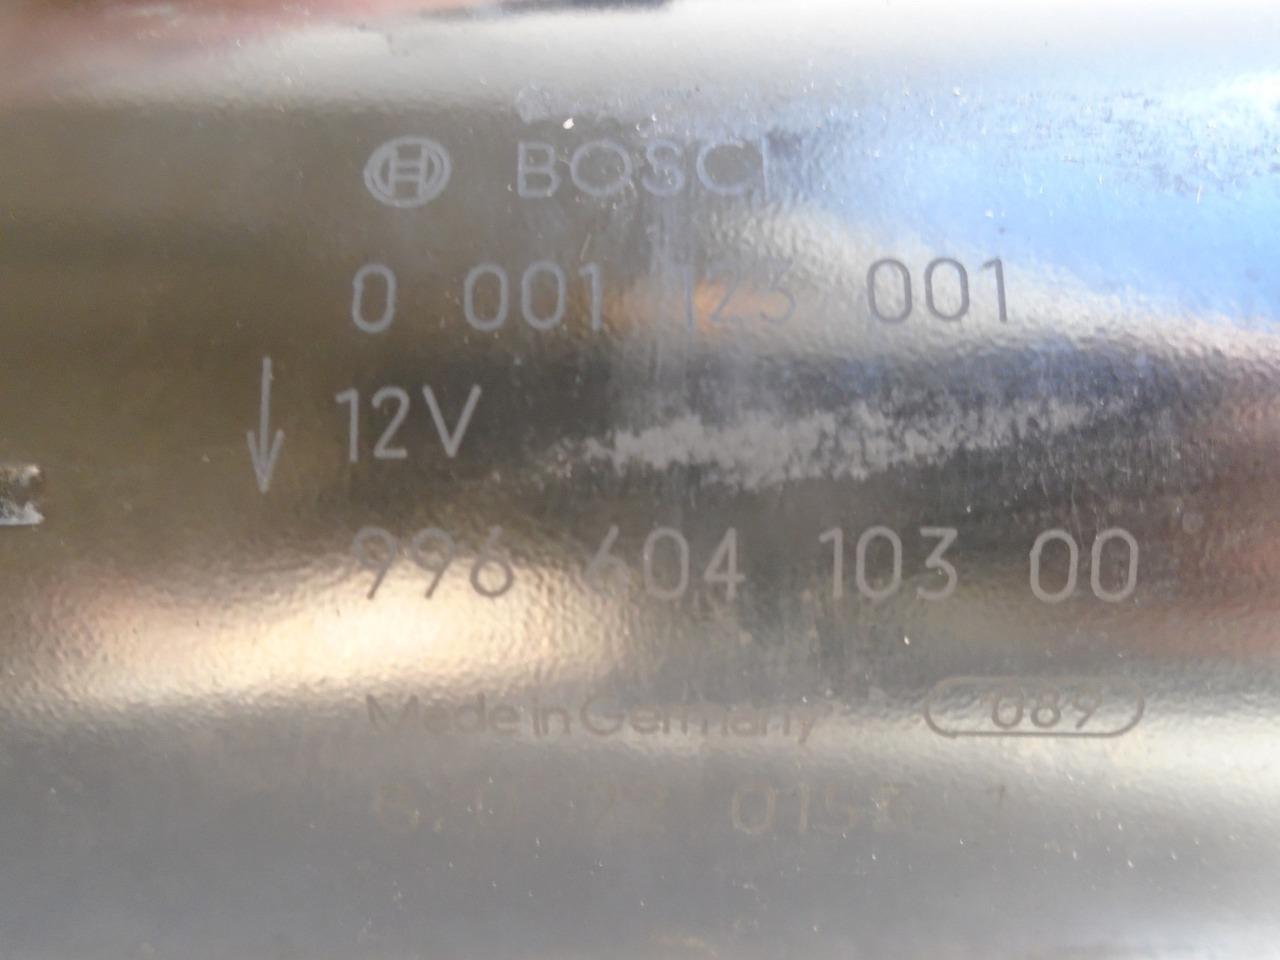 BOSCH
0 001 123 001
12V
996 604 103 00
Made in Germany 089